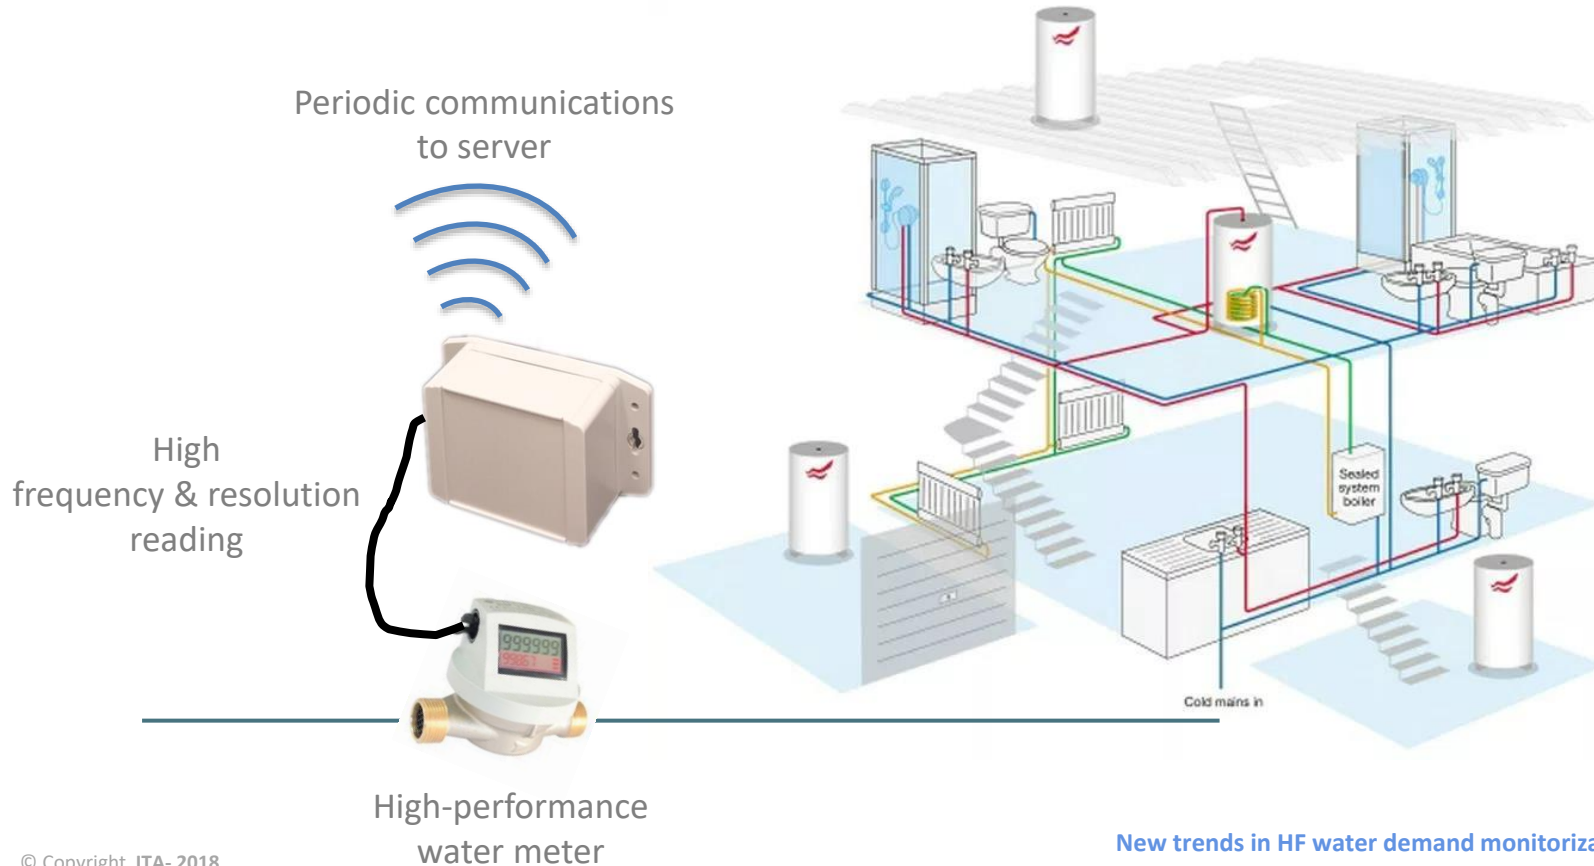 Periodic communications
to server
High
frequency & resolution
reading
999999
Sealed
system
boiler
Cold mains in
High-performance
water meter
© Copyright ITA- 2018
New trends in HF water demand monitoriza